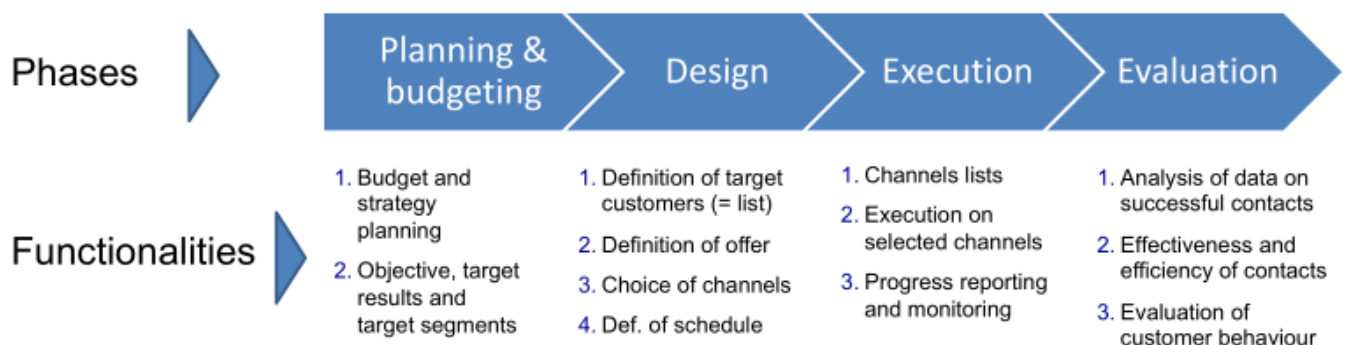 Phases
Planning &
budgeting
Design
Execution
Evaluation
Functionalities
1. Budget and
strategy
planning
2. Objective, target
results and
target segments
1. Definition of target
customers (= list)
2. Definition of offer
3. Choice of channels
4. Def. of schedule
1. Channels lists
2. Execution on
selected channels
3. Progress reporting
and monitoring
1. Analysis of data on
successful contacts
2. Effectiveness and
efficiency of contacts
3. Evaluation of
customer behaviour